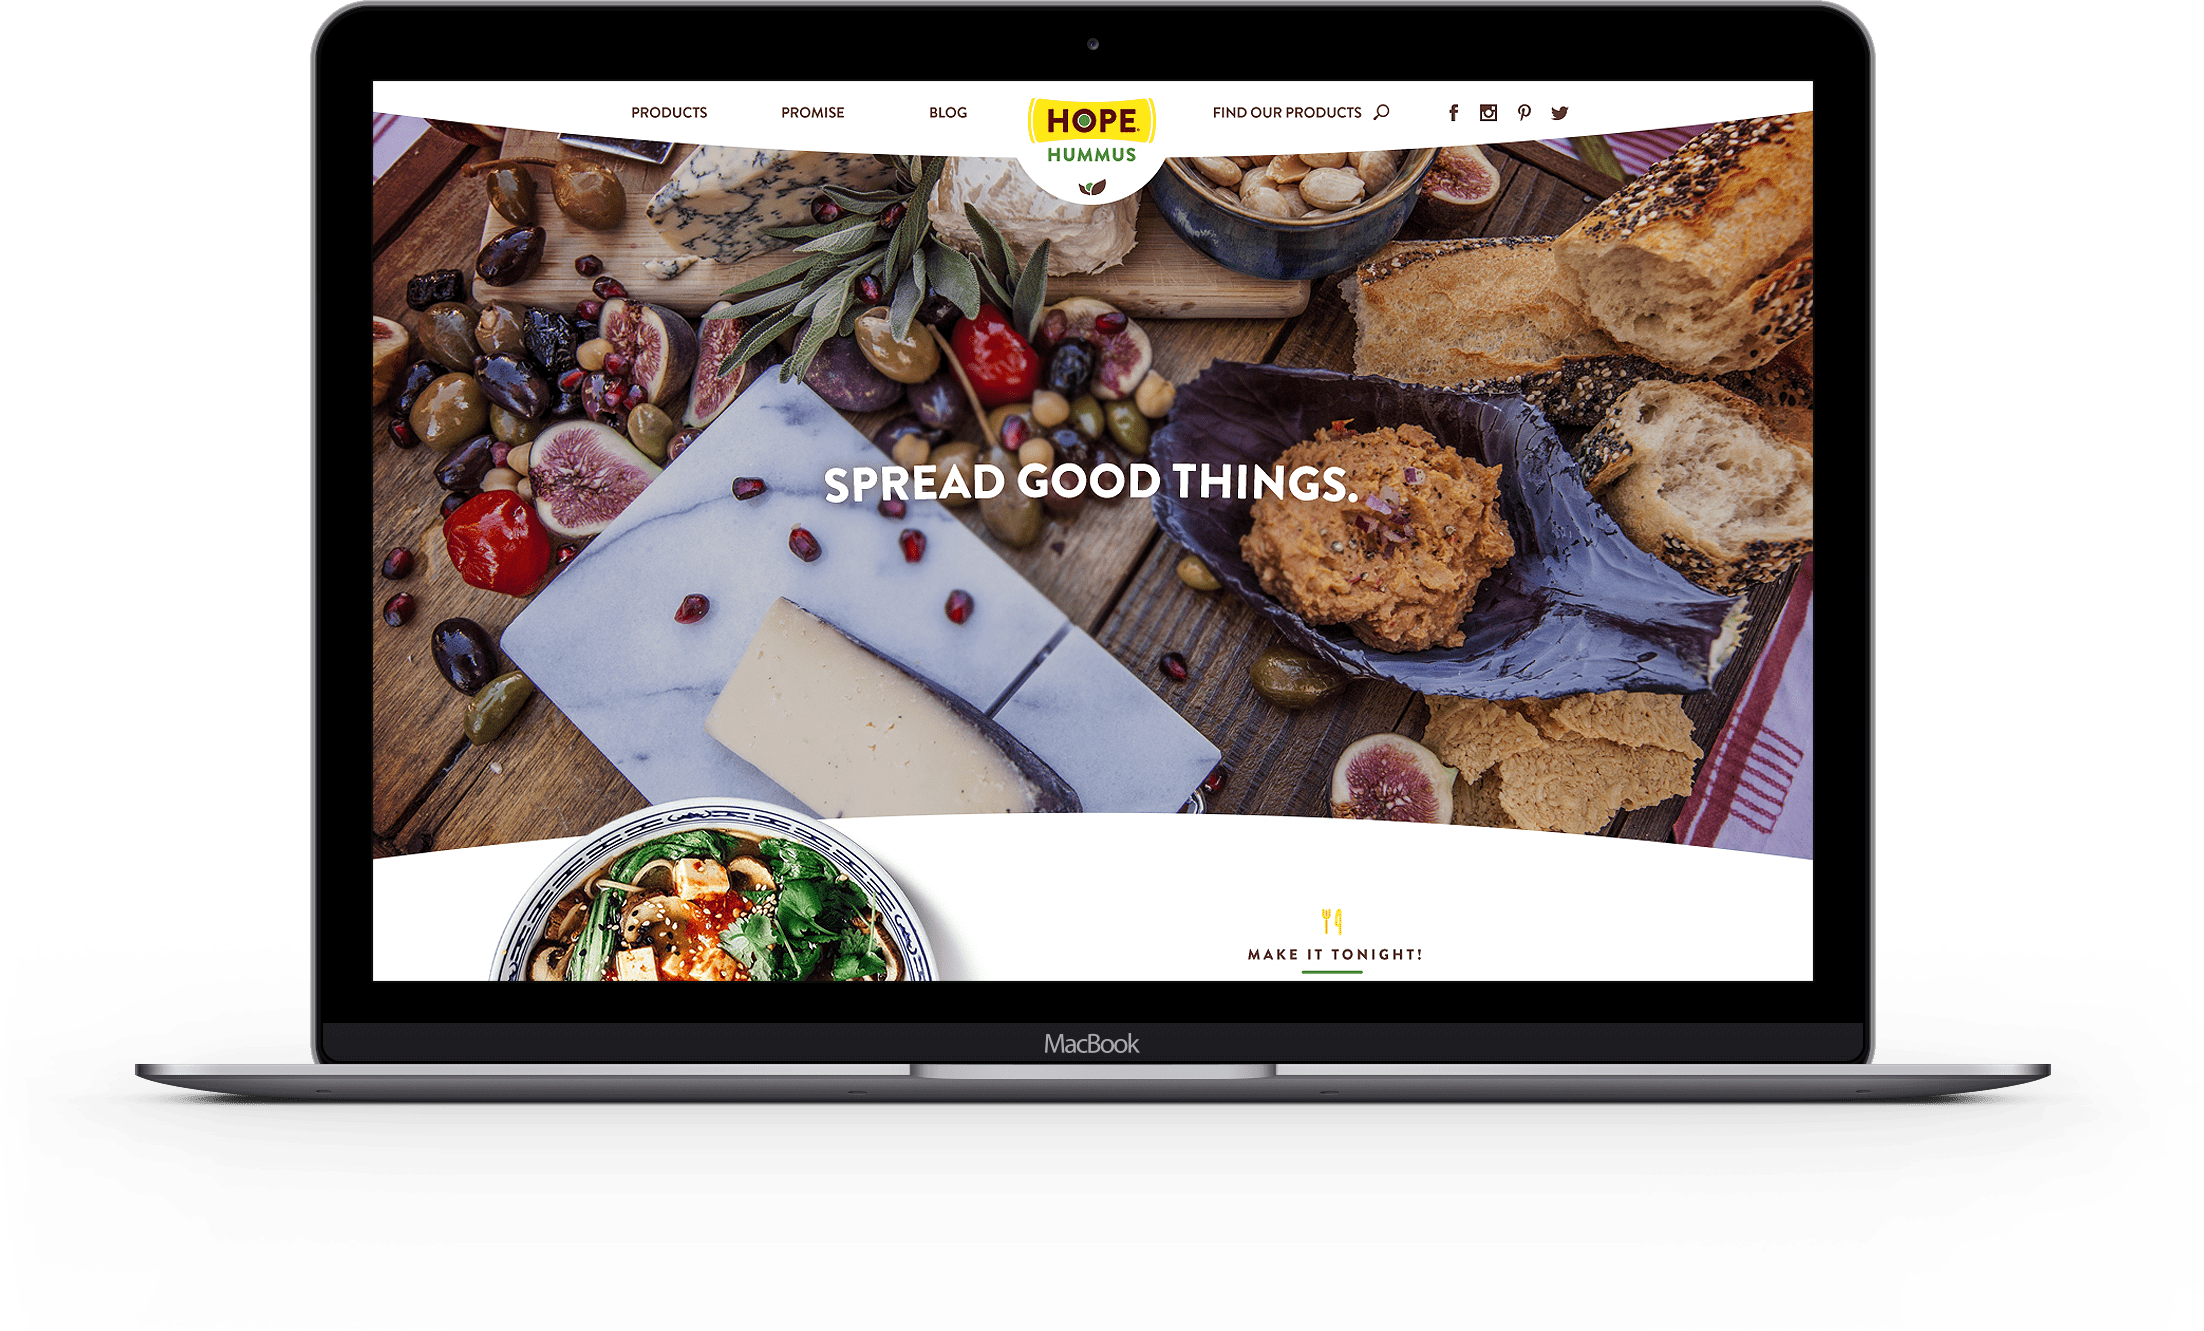 PRODUCTS
PROMISE
BLOG
HOPE
HUMMUS
FIND OUR PRODUCTS
SPREAD GOOD THINGS.
MAKE IT TONIGHT!
MacBook